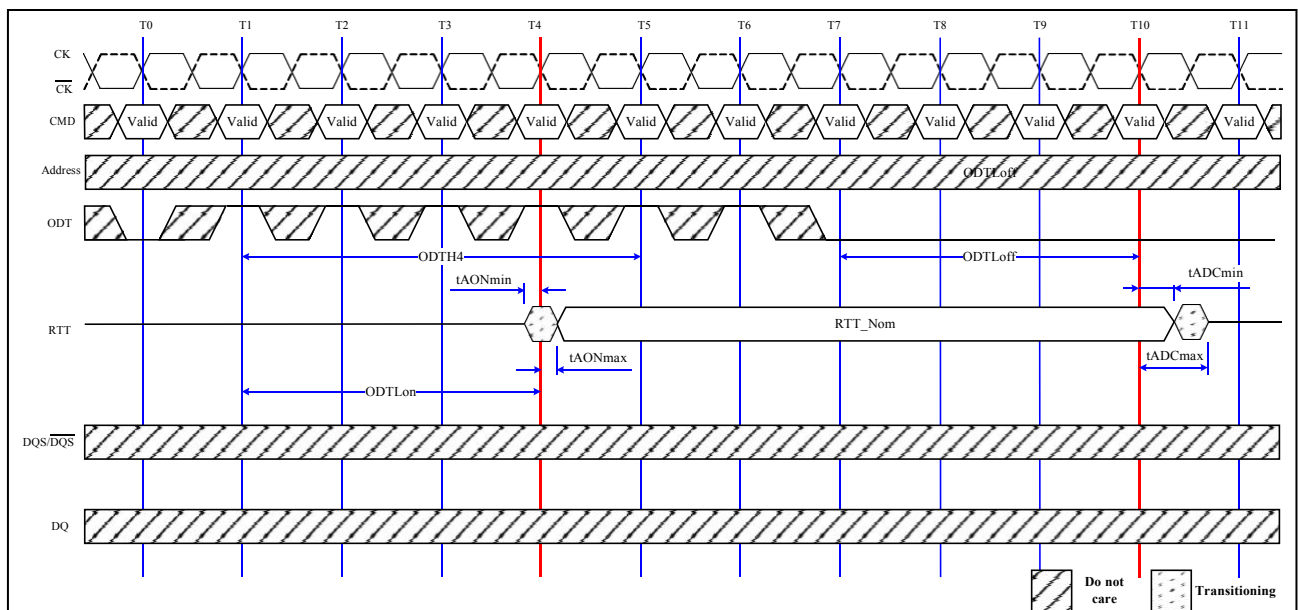 T0 T1 T2 T3 T4 T5 T6 T7 T8 T9 T10 T11
CK
CK
CMD Valid Valid Valid Valid Valid Valid Valid Valid Valid Valid Valid Valid
Address ODTLoff
ODT
ODTH4 ODTLoff
tAONmin tADCmin
RTT RTT_Nom
tAONmax tADCmax
ODTLon
DQS/DQS
DQ
Do not care
Transitioning